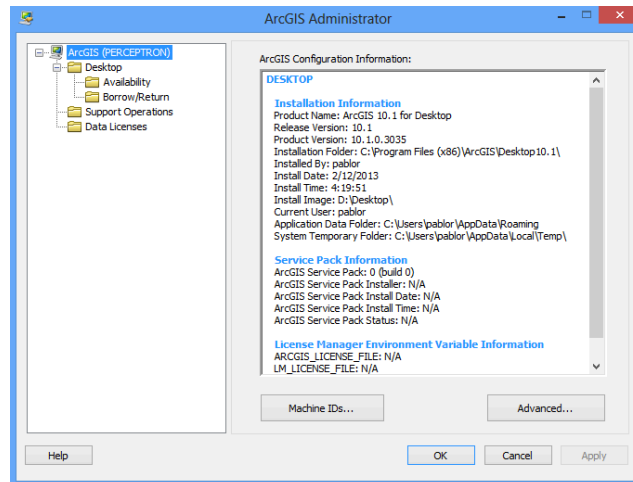 ArcGIS Administrator
ArcGIS (PERCEPTRON)
Desktop
Availability
Borrow/Return
Support Operations
Data Licenses
ArcGIS Configuration Information:
DESKTOP
Installation Information
Product Name: ArcGIS 10.1 for Desktop
Release Version: 10.1
Product Version: 10.1.0.3035
Installation Folder: C:\Program Files (x86)\ArcGIS\Desktop10.1\
Installed By: pablor
Install Date: 2/12/2013
Install Time: 4:19:51
Install Image: D:\Desktop\
Current User: pablor
Application Data Folder: C:\Users\pablor\AppData\Roaming
System Temporary Folder: C:\Users\pablor\AppData\Local\Temp\
Service Pack Information
ArcGIS Service Pack: 0 (build 0)
ArcGIS Service Pack Installer: N/A
ArcGIS Service Pack Install Date: N/A
ArcGIS Service Pack Install Time: N/A
ArcGIS Service Pack Status: N/A
License Manager Environment Variable Information
ARCGIS_LICENSE_FILE: N/A
LM_LICENSE_FILE: N/A
Machine IDs...
Advanced...
Help
OK
Cancel
Apply